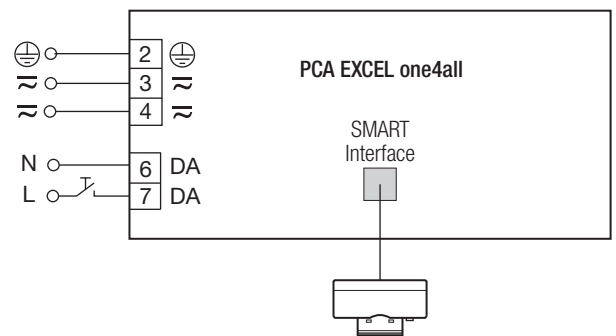 2
PCA EXCEL one4all
3
4
SMART
Interface
N 6 DA
L 7 DA